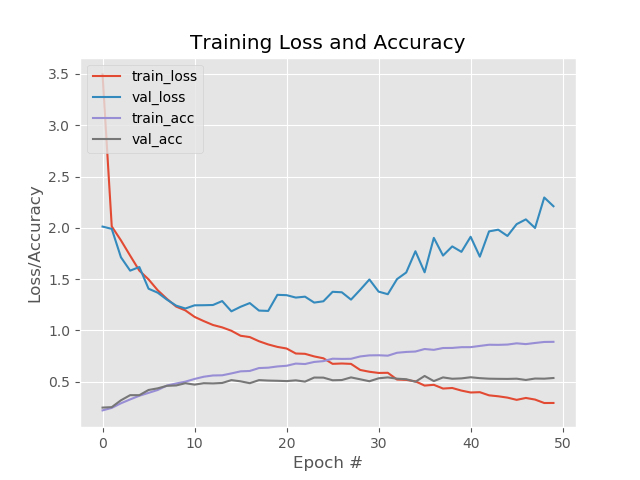 Training Loss and Accuracy
train_loss
val_loss
train_acc
val_acc
Loss/Accuracy
3.5
3.0
2.5
2.0
1.5
1.0
0.5
0 10 20 30 40 50
Epoch #